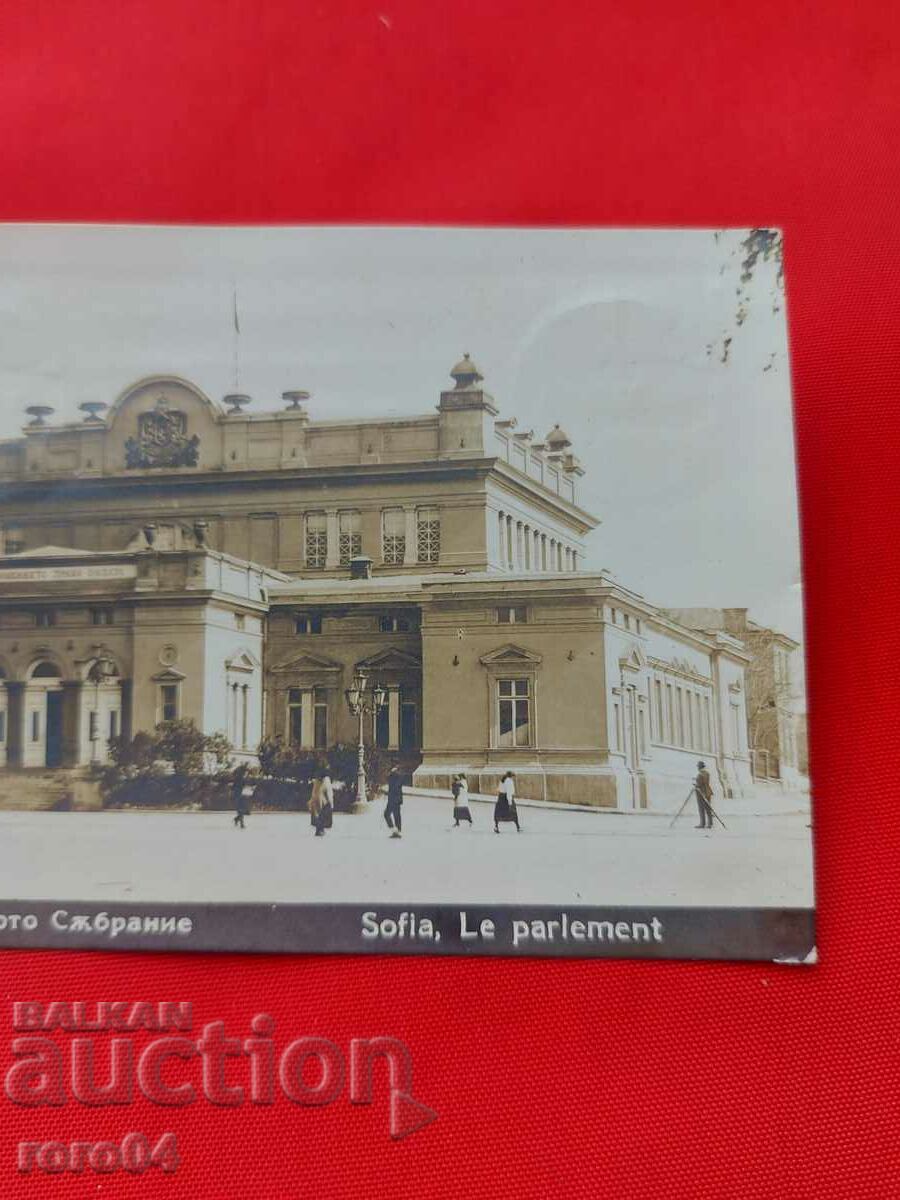 ото Сѫбрание
Sofia, Le parlement
BALKAN
auction
roro04